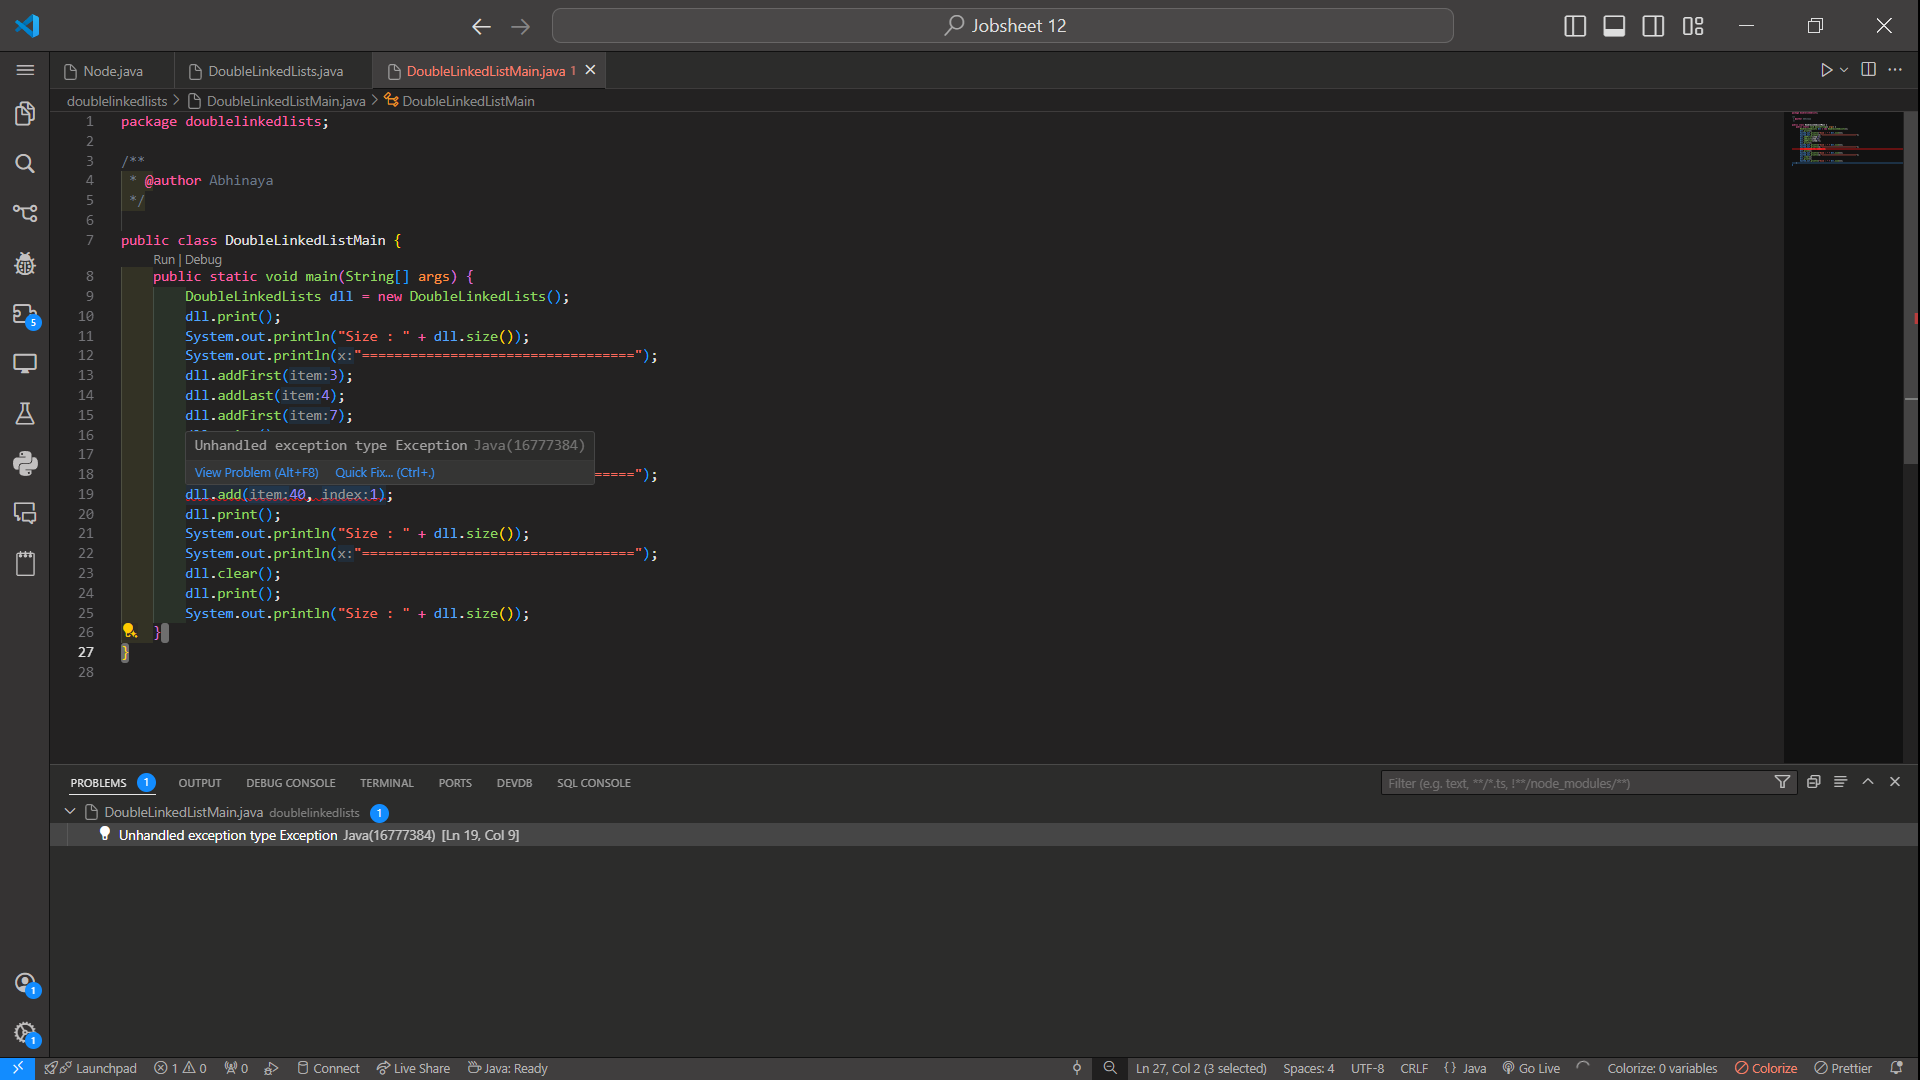 Jobsheet 12
Node.java
DoubleLinkedLists.java
DoubleLinkedListMain.java 1
doublelinkedlists > DoubleLinkedListMain.java > DoubleLinkedListMain
1 package doublelinkedlists;
2
3 /**
4 * @author Abhinaya
5 */
6
7 public class DoubleLinkedListMain {
Run | Debug
8 public static void main(String[] args) {
9 DoubleLinkedLists dll = new DoubleLinkedLists();
10 dll.print();
11 System.out.println("Size : " + dll.size());
12 System.out.println(x:"==================================");
13 dll.addFirst(item:3);
14 dll.addLast(item:4);
15 dll.addFirst(item:7);
16
Unhandled exception type Exception Java(16777384)
17
View Problem (Alt+F8) Quick Fix... (Ctrl+.)
18 =====");
19 dll.add(item:40, index:1);
20 dll.print();
21 System.out.println("Size : " + dll.size());
22 System.out.println(x:"==================================");
23 dll.clear();
24 dll.print();
25 System.out.println("Size : " + dll.size());
26 }
27 }
28
PROBLEMS 1 OUTPUT DEBUG CONSOLE TERMINAL PORTS DEVDB SQL CONSOLE
Filter (e.g. text, **/*.ts, !**/node_modules/**)
DoubleLinkedListMain.java doublelinkedlists 1
Unhandled exception type Exception Java(16777384) [Ln 19, Col 9]
5
1
1
Launchpad 1 0 0 Connect Live Share Java: Ready
Ln 27, Col 2 (3 selected) Spaces: 4 UTF-8 CRLF {} Java Go Live Colorize: 0 variables Colorize Prettier